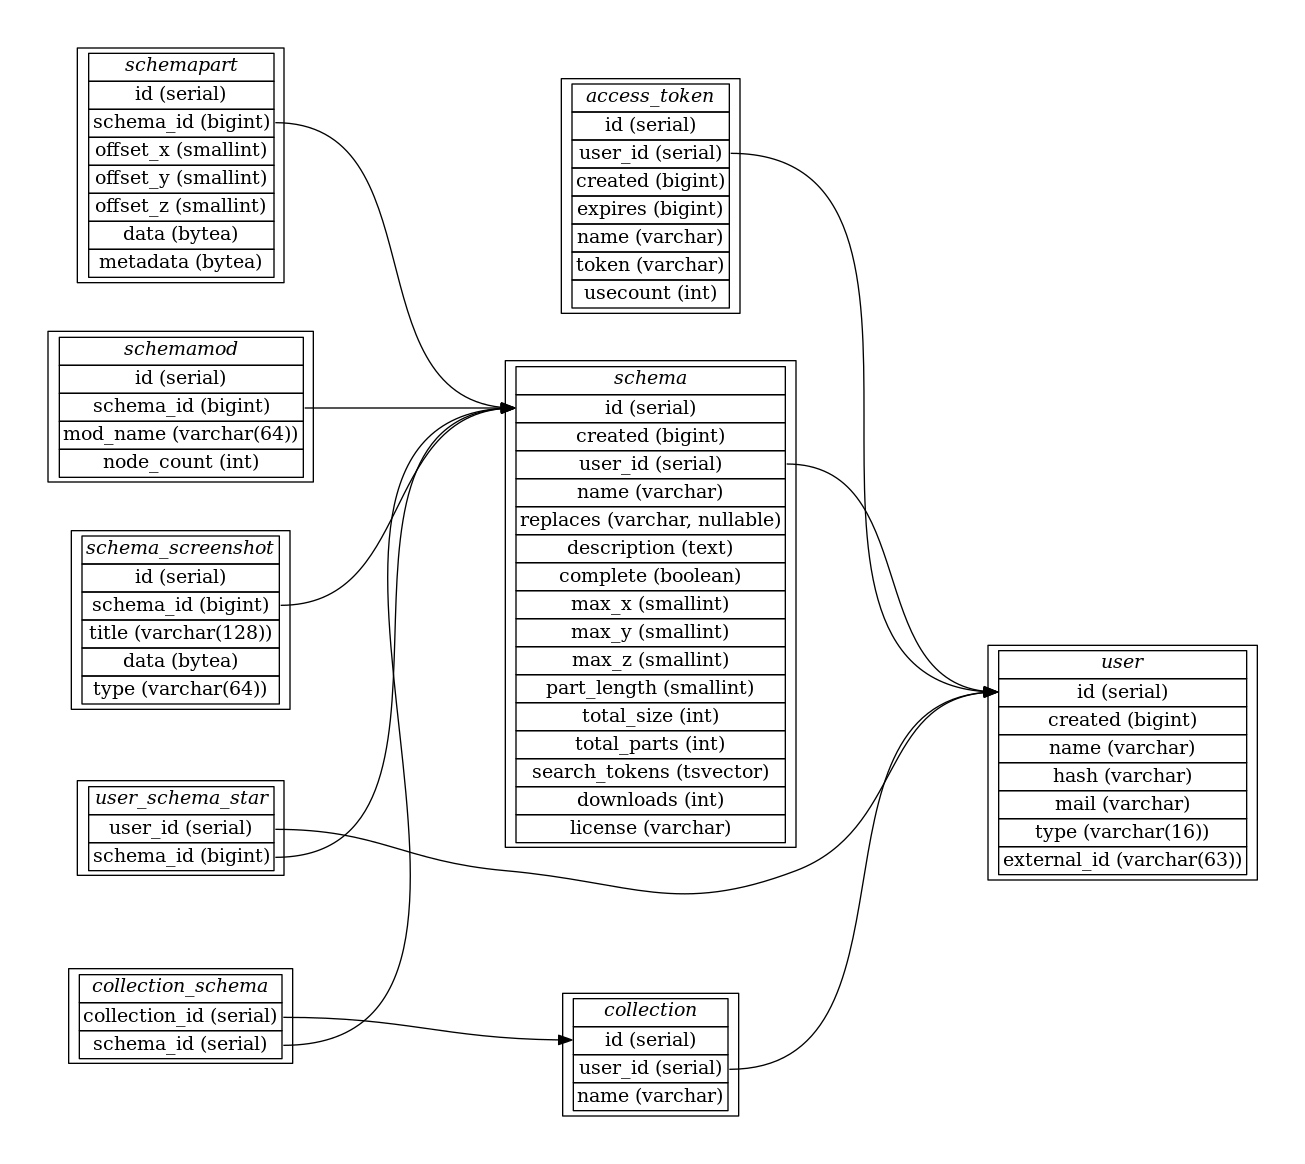 schemapart
id (serial)
schema_id (bigint)
offset_x (smallint)
offset_y (smallint)
offset_z (smallint)
data (bytea)
metadata (bytea)
schemamod
id (serial)
schema_id (bigint)
mod_name (varchar(64))
node_count (int)
schema_screenshot
id (serial)
schema_id (bigint)
title (varchar(128))
data (bytea)
type (varchar(64))
user_schema_star
user_id (serial)
schema_id (bigint)
collection_schema
collection_id (serial)
schema_id (serial)
access_token
id (serial)
user_id (serial)
created (bigint)
expires (bigint)
name (varchar)
token (varchar)
usecount (int)
schema
id (serial)
created (bigint)
user_id (serial)
name (varchar)
replaces (varchar, nullable)
description (text)
complete (boolean)
max_x (smallint)
max_y (smallint)
max_z (smallint)
part_length (smallint)
total_size (int)
total_parts (int)
search_tokens (tsvector)
downloads (int)
license (varchar)
collection
id (serial)
user_id (serial)
name (varchar)
user
id (serial)
created (bigint)
name (varchar)
hash (varchar)
mail (varchar)
type (varchar(16))
external_id (varchar(63))